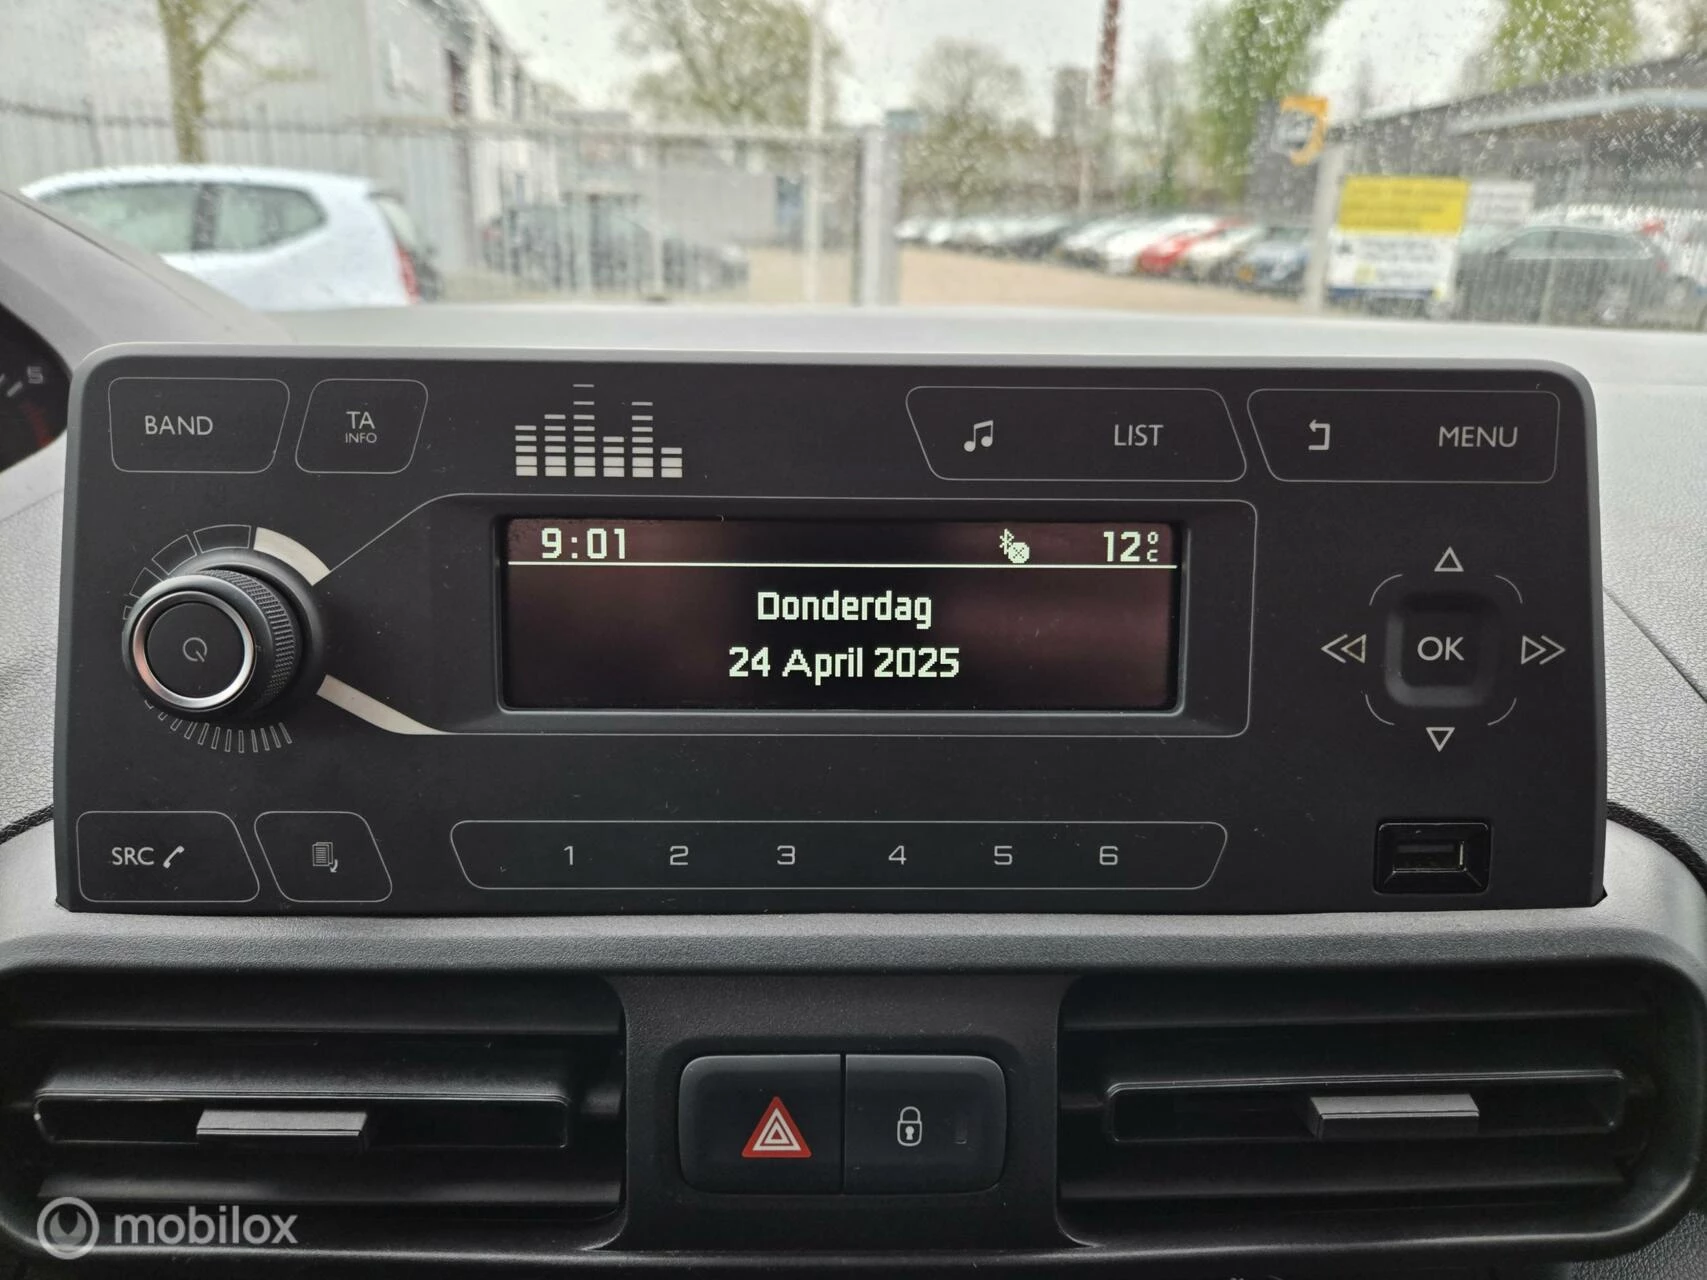 5
BAND
TA
INFO
LIST
MENU
9:01
12°C
Donderdag
24 April 2025
OK
SRC
1 2 3 4 5 6
mobilox